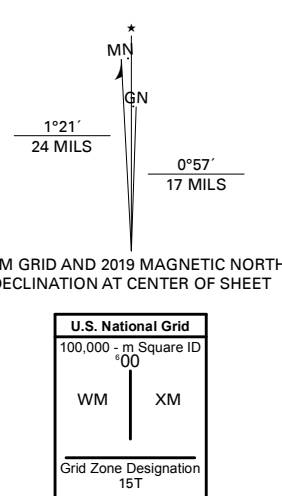 ★
MN
GN
1°21´
24 MILS
0°57´
17 MILS
M GRID AND 2019 MAGNETIC NORTH
DECLINATION AT CENTER OF SHEET
U.S. National Grid
100,000 - m Square ID
⁶00
WM XM
Grid Zone Designation
15T